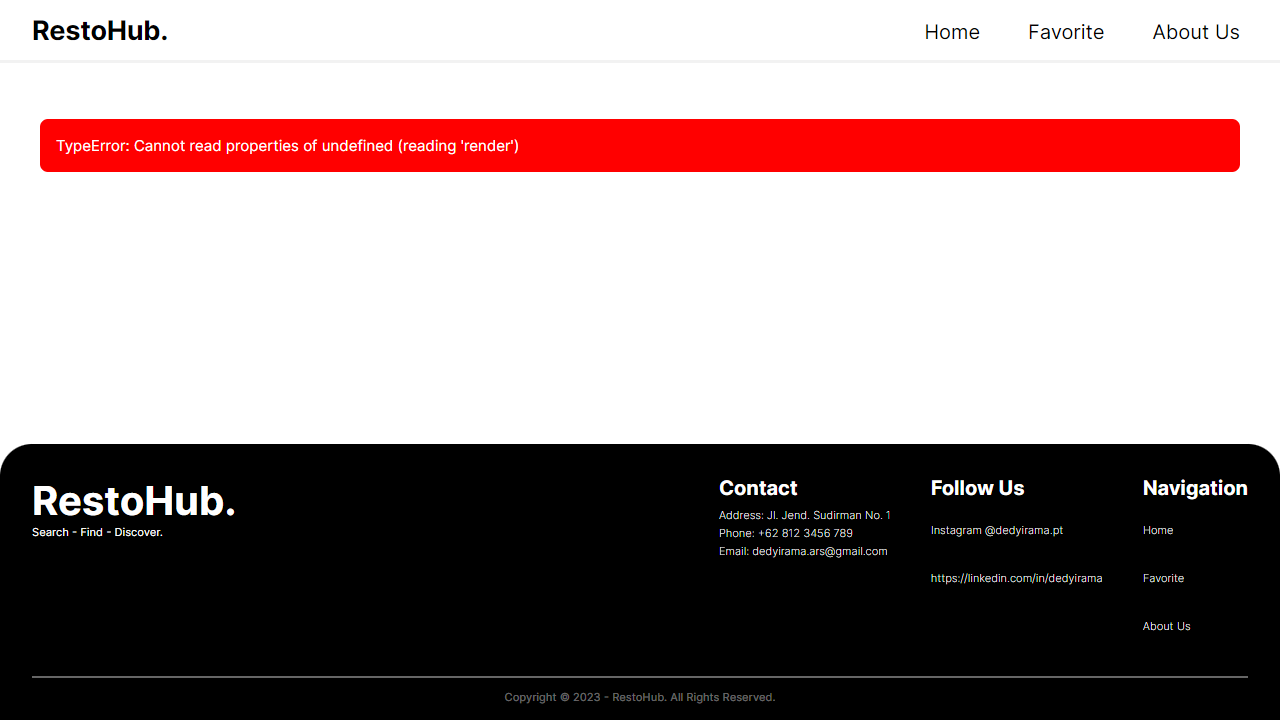 RestoHub.
Home
Favorite
About Us
TypeError: Cannot read properties of undefined (reading 'render')
RestoHub.
Search - Find - Discover.
Contact
Address: Jl. Jend. Sudirman No. 1
Phone: +62 812 3456 789
Email: dedyirama.ars@gmail.com
Follow Us
Instagram @dedyirama.pt
https://linkedin.com/in/dedyirama
Navigation
Home
Favorite
About Us
Copyright © 2023 - RestoHub. All Rights Reserved.